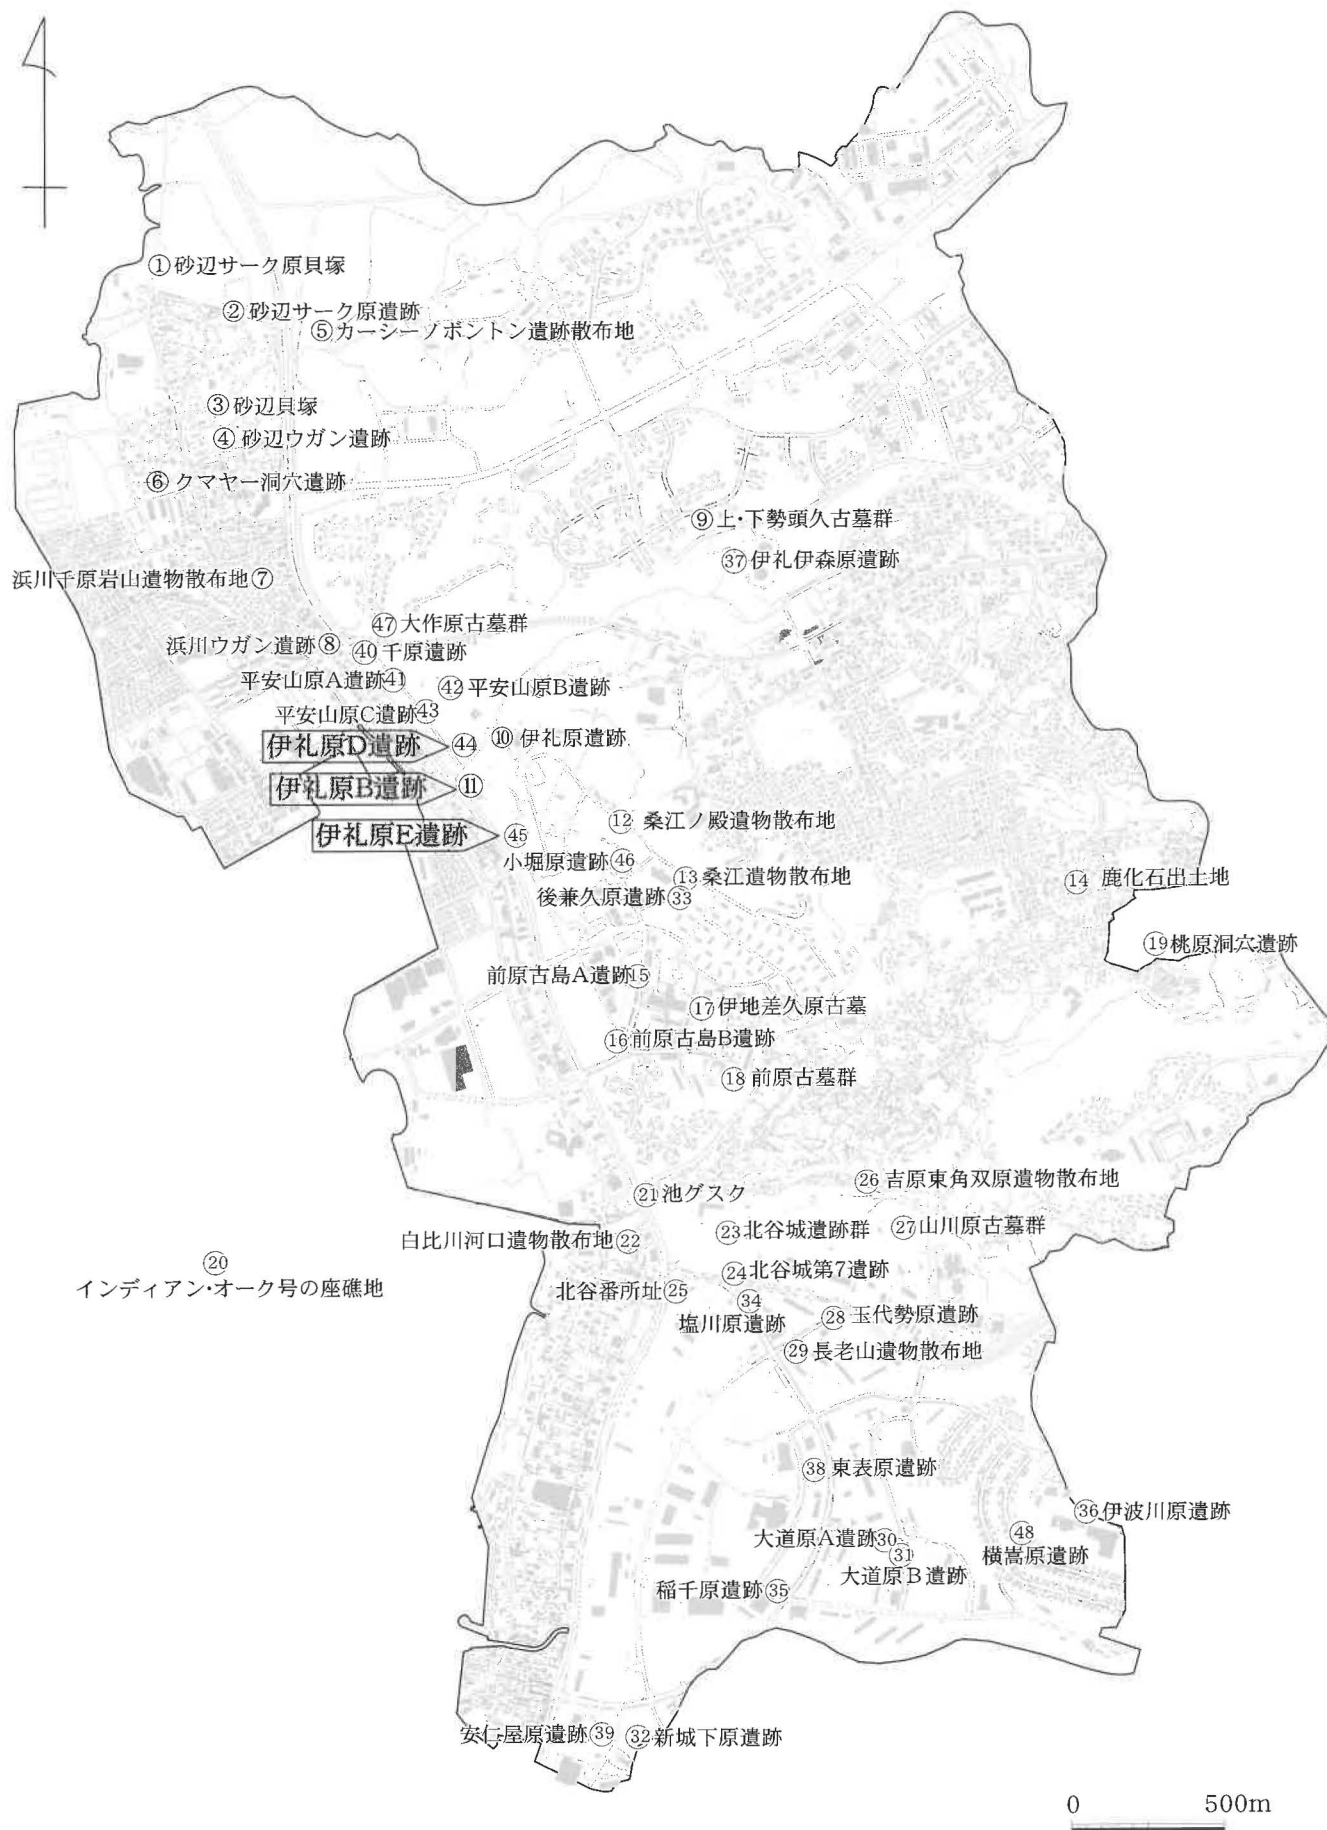 ①砂辺サーク原貝塚
②砂辺サーク原遺跡
⑤カーシーノボントン遺跡散布地
③砂辺貝塚
④砂辺ウガン遺跡
⑥クマヤー洞穴遺跡
⑨上・下勢頭久古墓群
㊲伊礼伊森原遺跡
浜川千原岩山遺物散布地⑦
㊼大作原古墓群
浜川ウガン遺跡⑧
㊵千原遺跡
平安山原A遺跡㊶
㊷平安山原B遺跡
平安山原C遺跡㊸
伊礼原D遺跡 ㊹
⑩伊礼原遺跡
伊礼原B遺跡 ⑪
⑫桑江ノ殿遺物散布地
伊礼原E遺跡 ㊺
小堀原遺跡㊻
⑬桑江遺物散布地
⑭鹿化石出土地
後兼久原遺跡㉝
⑲桃原洞穴遺跡
前原古島A遺跡⑮
⑰伊地差久原古墓
⑯前原古島B遺跡
⑱前原古墓群
㉖吉原東角双原遺物散布地
㉑池グスク
㉓北谷城遺跡群
㉗山川原古墓群
白比川河口遺物散布地㉒
⑳
インディアン・オーク号の座礁地
㉔北谷城第7遺跡
北谷番所址㉕
㉞
塩川原遺跡
㉘玉代勢原遺跡
㉙長老山遺物散布地
㊳東表原遺跡
㊱伊波川原遺跡
大道原A遺跡㉚
㊽
横嵩原遺跡
㉛
大道原B遺跡
稲千原遺跡㉟
安仁屋原遺跡㊴
㉜新城下原遺跡
0 500m